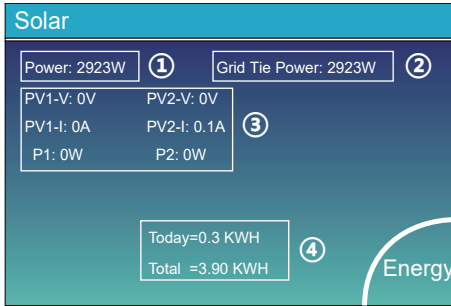 Solar
Power: 2923W ① Grid Tie Power: 2923W ②
PV1-V: 0V PV2-V: 0V
PV1-I: 0A PV2-I: 0.1A ③
P1: 0W P2: 0W
Today=0.3 KWH
④
Total =3.90 KWH
Energy